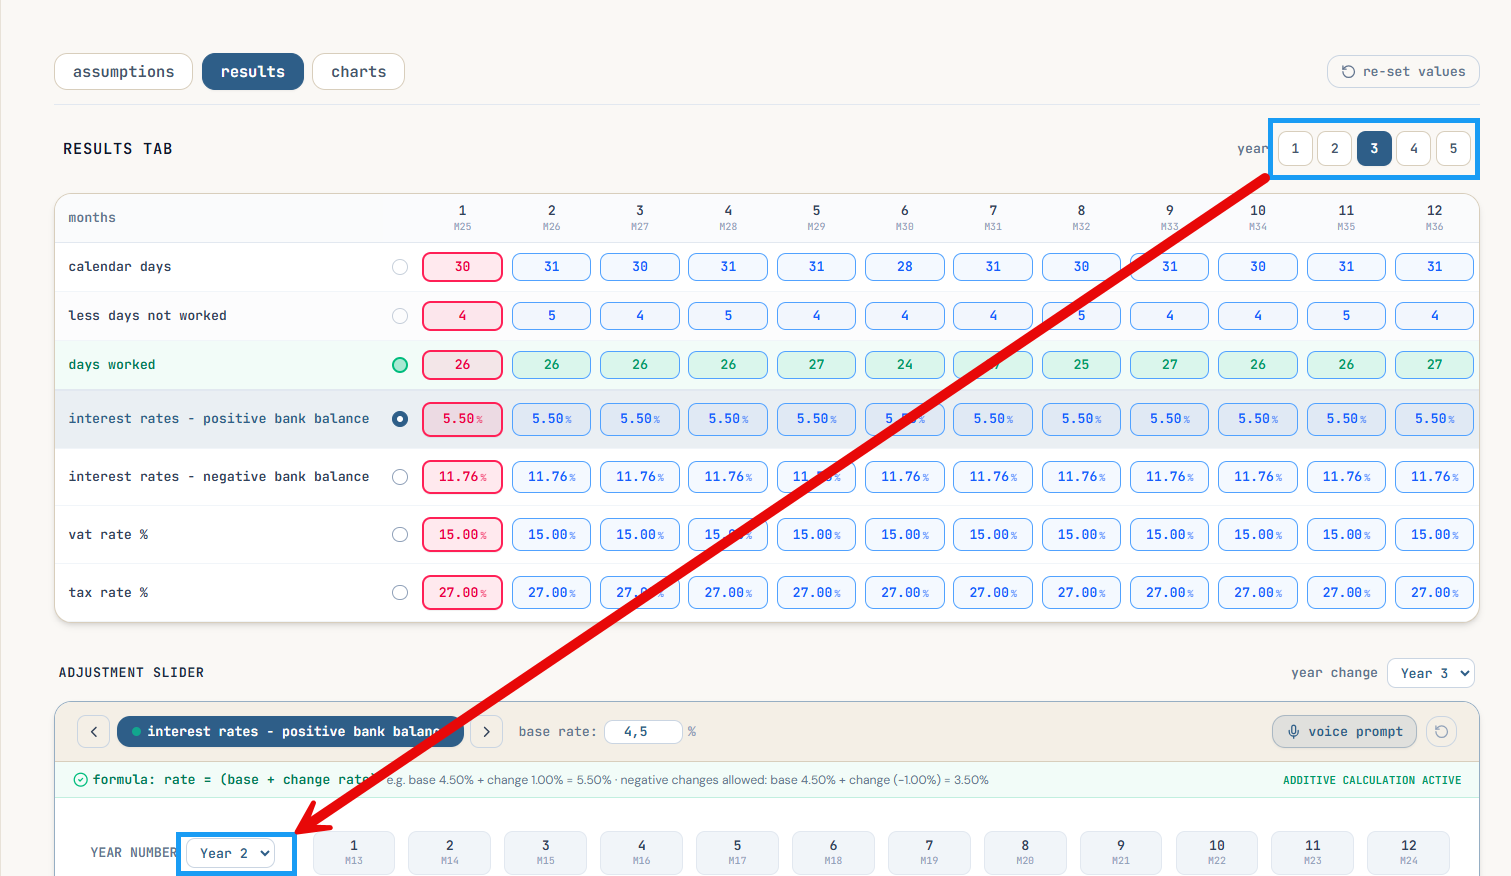 assumptions results charts re-set values
RESULTS TAB year 1 2 3 4 5
months 1 2 3 4 5 6 7 8 9 10 11 12
M25 M26 M27 M28 M29 M30 M31 M32 M33 M34 M35 M36
calendar days 30 31 30 31 31 28 31 30 31 30 31 31
less days not worked 4 5 4 5 4 4 4 5 4 4 5 4
days worked 26 26 26 26 27 24 25 27 26 26 27
interest rates - positive bank balance 5.50% 5.50% 5.50% 5.50% 5.50% 5.50% 5.50% 5.50% 5.50% 5.50% 5.50% 5.50%
interest rates - negative bank balance 11.76% 11.76% 11.76% 11.76% 11.76% 11.76% 11.76% 11.76% 11.76% 11.76% 11.76% 11.76%
vat rate % 15.00% 15.00% 15.00% 15.00% 15.00% 15.00% 15.00% 15.00% 15.00% 15.00% 15.00% 15.00%
tax rate % 27.00% 27.00% 27.00% 27.00% 27.00% 27.00% 27.00% 27.00% 27.00% 27.00% 27.00% 27.00%
ADJUSTMENT SLIDER year change Year 3
interest rates - positive bank balance base rate: 4,5 % voice prompt
formula: rate = (base + change rate) e.g. base 4.50% + change 1.00% = 5.50% · negative changes allowed: base 4.50% + change (−1.00%) = 3.50% ADDITIVE CALCULATION ACTIVE
YEAR NUMBER Year 2 1 2 3 4 5 6 7 8 9 10 11 12
M13 M14 M15 M16 M17 M18 M19 M20 M21 M22 M23 M24